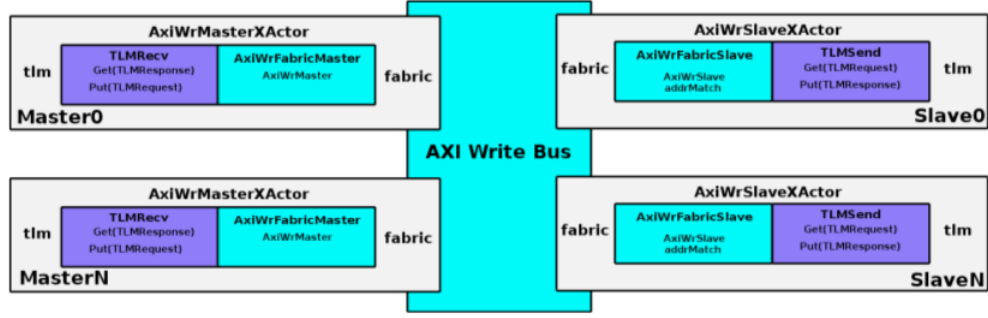 AxiWrMasterXActor
tlm
TLMRecv
Get(TLMResponse)
Put(TLMRequest)
AxiWrFabricMaster
AxiWrMaster
fabric
Master0
AxiWrSlaveXActor
fabric
AxiWrFabricSlave
AxiWrSlave
addrMatch
TLMSend
Get(TLMRequest)
Put(TLMResponse)
tlm
Slave0
AXI Write Bus
AxiWrMasterXActor
tlm
TLMRecv
Get(TLMResponse)
Put(TLMRequest)
AxiWrFabricMaster
AxiWrMaster
fabric
MasterN
AxiWrSlaveXActor
fabric
AxiWrFabricSlave
AxiWrSlave
addrMatch
TLMSend
Get(TLMRequest)
Put(TLMResponse)
tlm
SlaveN